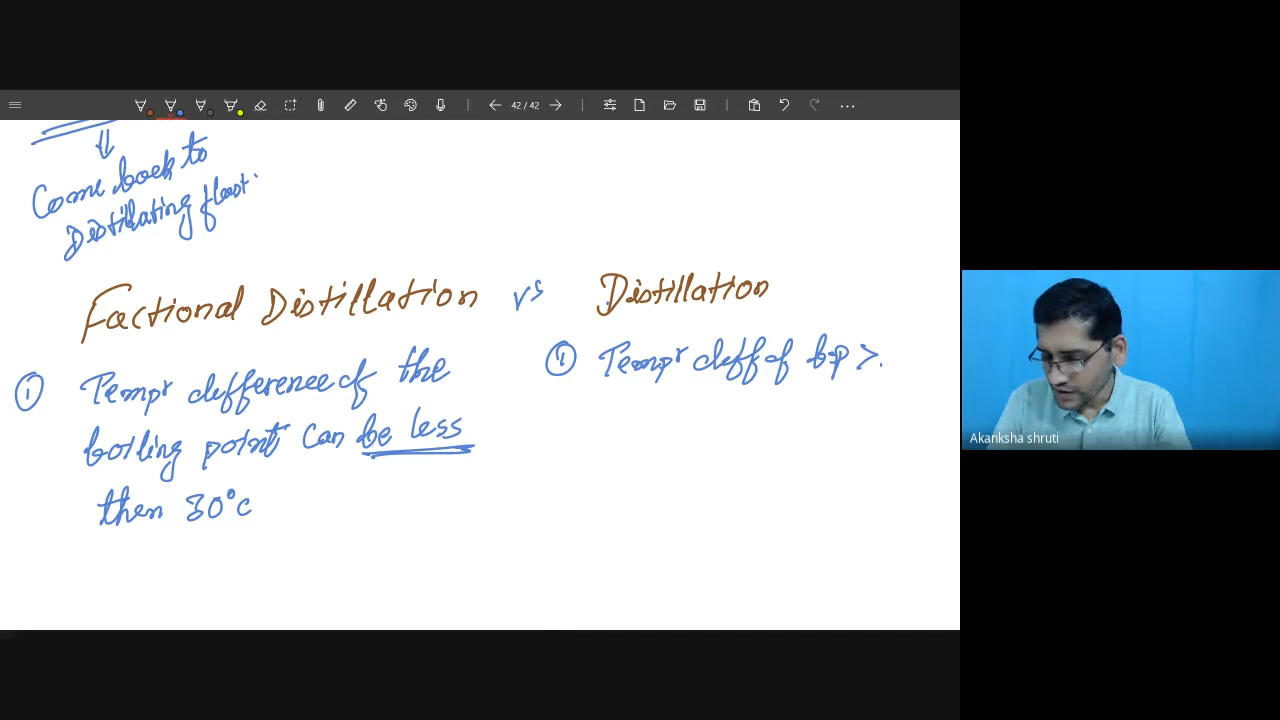 42 / 42
Come back to
Distillating flast.
Factional Distillation vs Distillation
① Tempr difference of the
boiling point can be less
then 30°c
① Tempr diff of b.p >.
Akanksha shruti